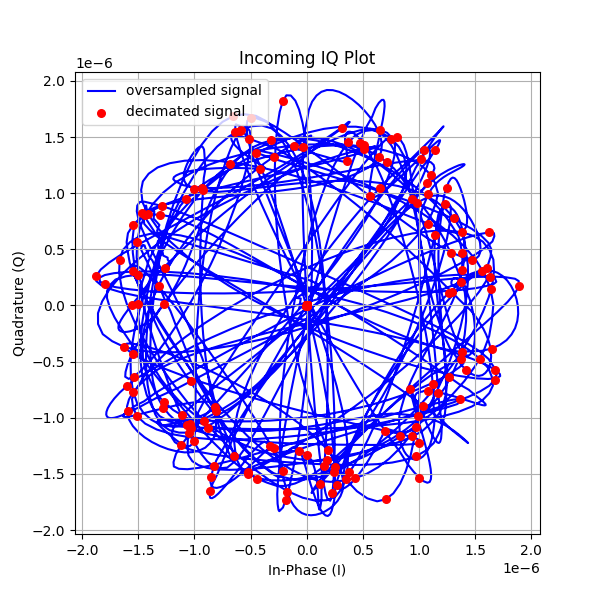 Incoming IQ Plot
1e−6
oversampled signal
decimated signal
2.0
1.5
1.0
0.5
0.0
−0.5
−1.0
−1.5
−2.0
Quadrature (Q)
−2.0 −1.5 −1.0 −0.5 0.0 0.5 1.0 1.5 2.0
In-Phase (I)
1e−6